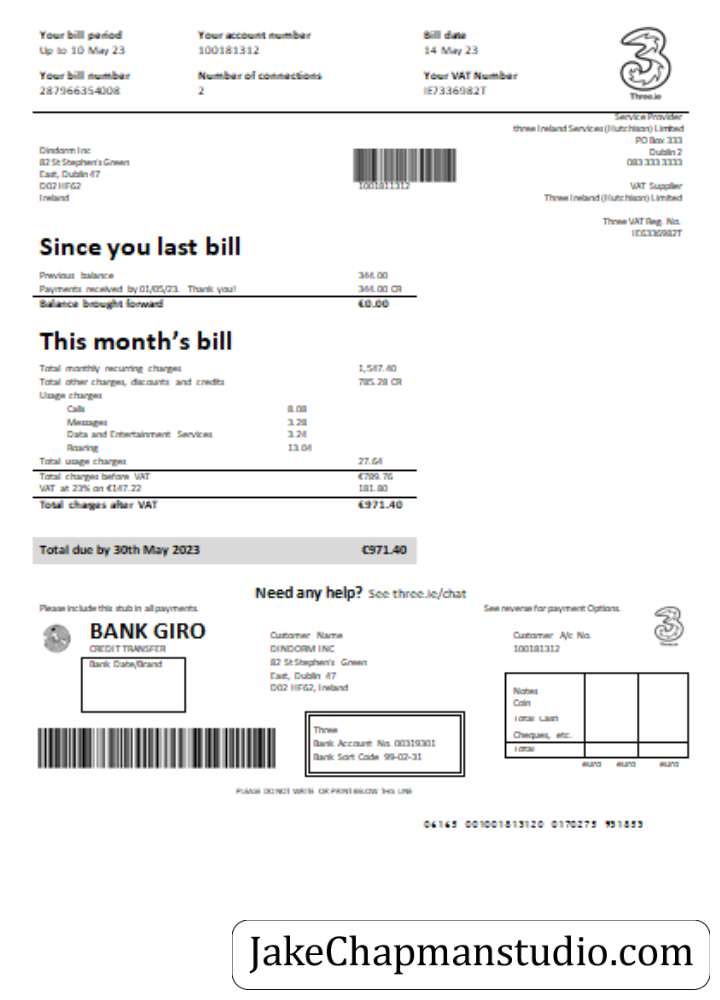 Your bill period Your account number Bill date
Up to 10 May 23 100181312 14 May 23
Your bill number Number of connections Your VAT Number
287966354008 2 IE7336982T
Three.ie
Service Provider
three Ireland Services (Hutchison) Limited
PO Box 333
Dublin 2
083 333 3333
VAT Supplier
Three Ireland (Hutchison) Limited
Three VAT Reg. No.
IE6336982T
Dindorm Inc
82 St Stephen's Green
East, Dublin 47
D02 HF62
Ireland
1001811312
Since you last bill
Previous balance 344.00
Payments received by 01/05/23. Thank you! 344.00 CR
Balance brought forward €0.00
This month's bill
Total monthly recurring charges 1,547.40
Total other charges, discounts and credits 785.28 CR
Usage charges
Calls 8.08
Messages 3.28
Data and Entertainment Services 3.24
Roaring 13.04
Total usage charges 27.64
Total charges before VAT €789.76
VAT at 23% on €147.22 181.80
Total charges after VAT €971.40
Total due by 30th May 2023 €971.40
Need any help? See three.ie/chat
Please include this stub in all payments. See reverse for payment Options.
BANK GIRO
CREDIT TRANSFER
Bank Date/Brand
Customer Name
DINDORM INC
82 St Stephen's Green
East, Dublin 47
D02 HF62, Ireland
Customer A/c No.
100181312
Three
Bank Account No. 00319301
Bank Sort Code 99-02-31
Notes
Coin
Total Cash
Cheques, etc.
Total
euro euro euro
PLEASE DO NOT WRITE OR PRINT BELOW THIS LINE
06165 001001813120 0170275 931853
JakeChapmanstudio.com